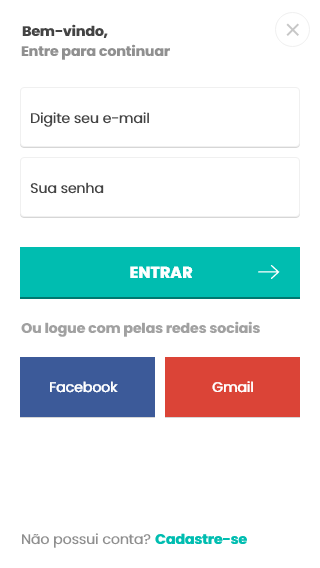 Bem-vindo,
Entre para continuar
Digite seu e-mail
Sua senha
ENTRAR
Ou logue com pelas redes sociais
Facebook
Gmail
Não possui conta? Cadastre-se